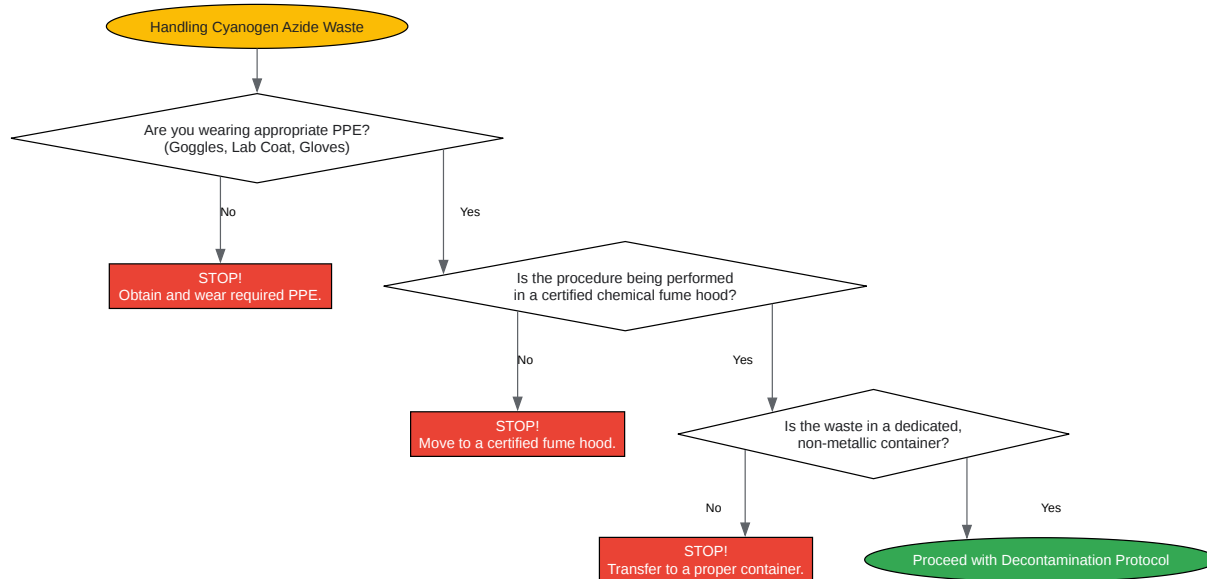 Handling Cyanogen Azide Waste
Are you wearing appropriate PPE?
(Goggles, Lab Coat, Gloves)
No
Yes
STOP!
Obtain and wear required PPE.
Is the procedure being performed
in a certified chemical fume hood?
No
Yes
STOP!
Move to a certified fume hood.
Is the waste in a dedicated,
non-metallic container?
No
Yes
STOP!
Transfer to a proper container.
Proceed with Decontamination Protocol